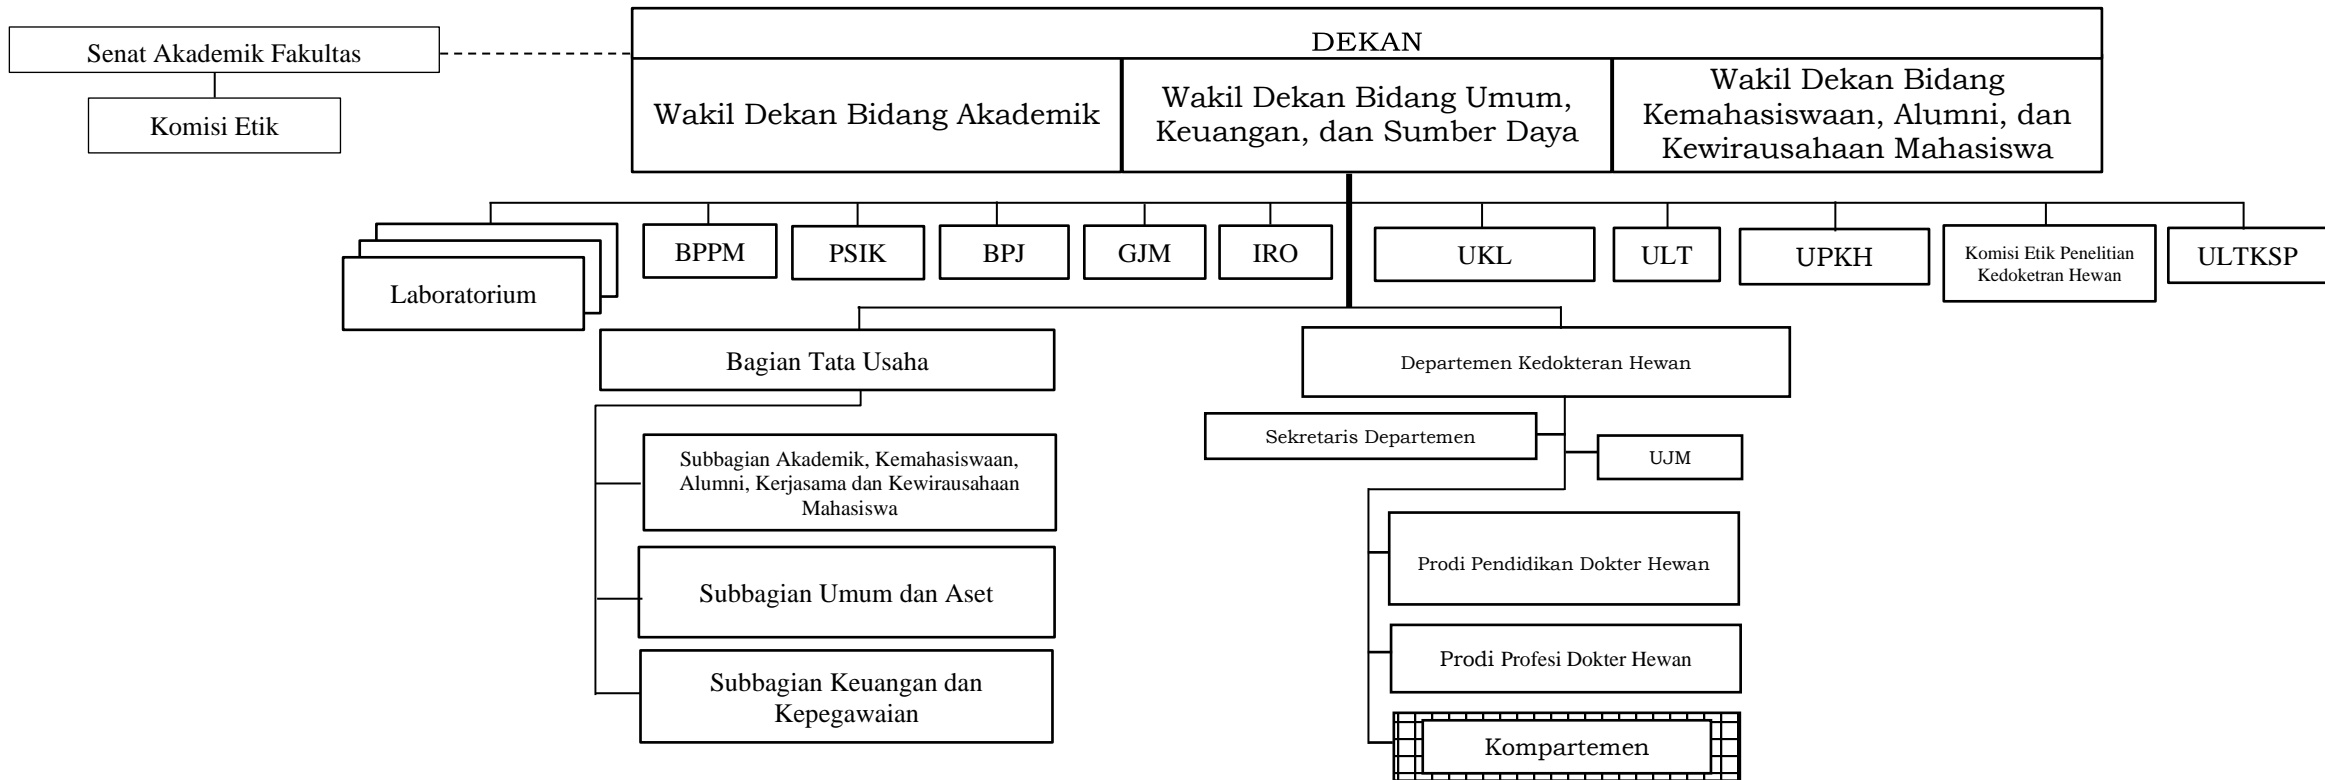 DEKAN
Senat Akademik Fakultas
Komisi Etik
Wakil Dekan Bidang Akademik
Wakil Dekan Bidang Umum,
Keuangan, dan Sumber Daya
Wakil Dekan Bidang
Kemahasiswaan, Alumni, dan
Kewirausahaan Mahasiswa
Laboratorium
BPPM
PSIK
BPJ
GJM
IRO
UKL
ULT
UPKH
Komisi Etik Penelitian
Kedoketran Hewan
ULTKSP
Bagian Tata Usaha
Subbagian Akademik, Kemahasiswaan,
Alumni, Kerjasama dan Kewirausahaan
Mahasiswa
Subbagian Umum dan Aset
Subbagian Keuangan dan
Kepegawaian
Departemen Kedokteran Hewan
Sekretaris Departemen
UJM
Prodi Pendidikan Dokter Hewan
Prodi Profesi Dokter Hewan
Kompartemen